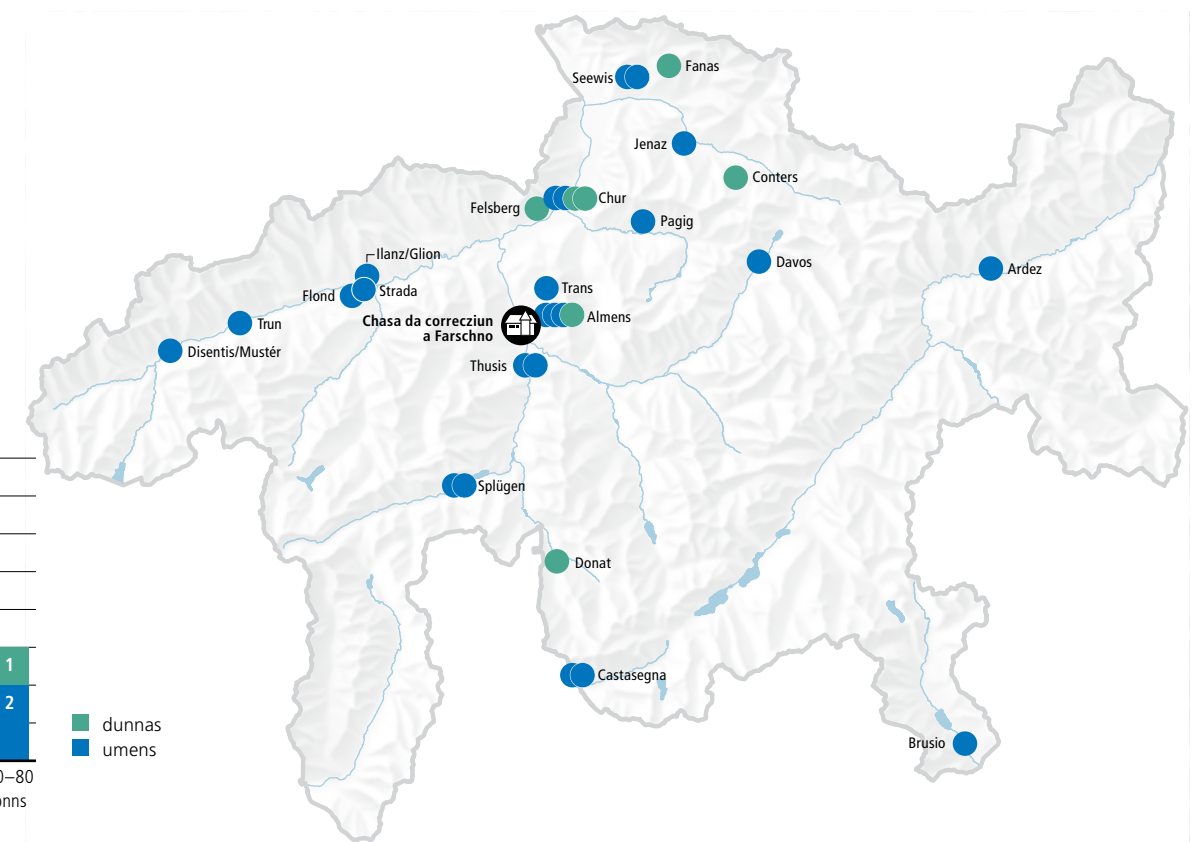 Fanas
Seewis
Jenaz
Conters
Chur
Felsberg
Pagig
Ilanz/Glion
Davos
Ardez
Trans
Flond
Strada
Almens
Chasa da correcziun
a Farschno
Trun
Disentis/Mustér
Thusis
Splügen
Donat
1
Castasegna
2
dunnas
umens
Brusio
0–80
onns